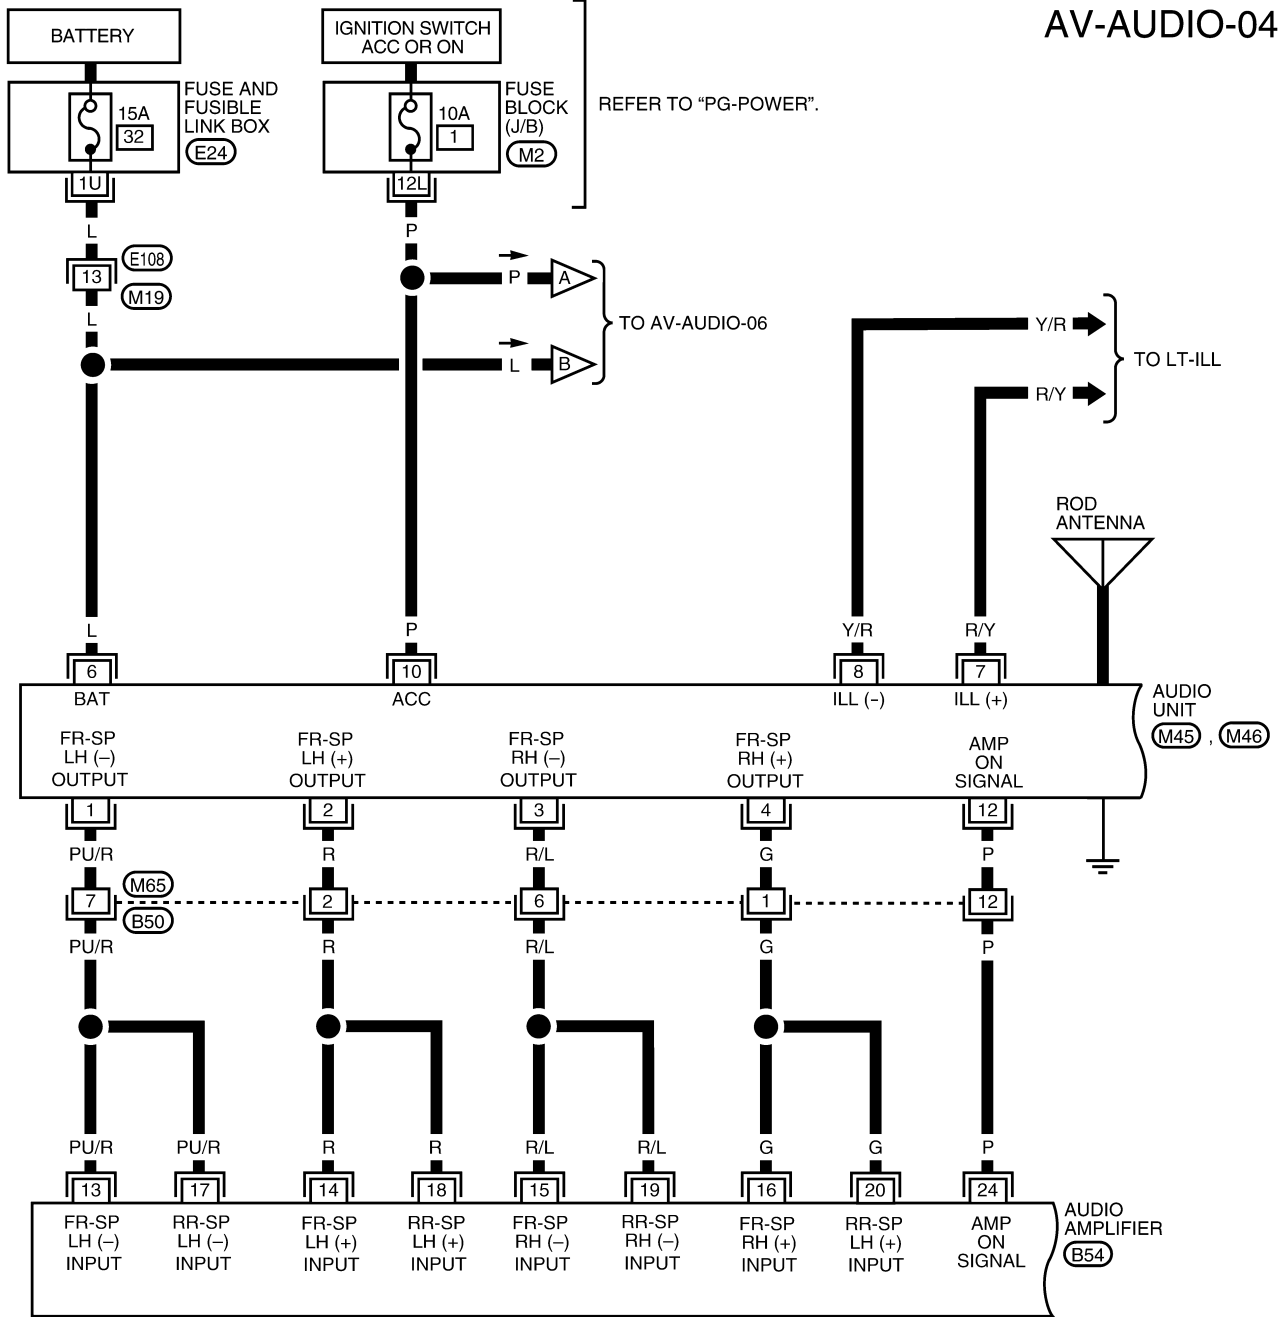 AV-AUDIO-04
BATTERY
IGNITION SWITCH
ACC OR ON
FUSE AND
FUSIBLE
LINK BOX
E24
15A
32
FUSE
BLOCK
(J/B)
M2
10A
1
REFER TO “PG-POWER”.
1U
12L
L
P
13
E108
M19
L
P
A
L
B
TO AV-AUDIO-06
Y/R
R/Y
TO LT-ILL
ROD
ANTENNA
L
P
Y/R
R/Y
6
10
8
7
BAT
ACC
ILL (–)
ILL (+)
AUDIO
UNIT
M45 , M46
FR-SP
LH (–)
OUTPUT
FR-SP
LH (+)
OUTPUT
FR-SP
RH (–)
OUTPUT
FR-SP
RH (+)
OUTPUT
AMP
ON
SIGNAL
1
2
3
4
12
PU/R
R
R/L
G
P
M65
7
2
6
1
12
B50
PU/R
R
R/L
G
P
PU/R
PU/R
R
R
R/L
R/L
G
G
P
13
17
14
18
15
19
16
20
24
FR-SP
LH (–)
INPUT
RR-SP
LH (–)
INPUT
FR-SP
LH (+)
INPUT
RR-SP
LH (+)
INPUT
FR-SP
RH (–)
INPUT
RR-SP
RH (–)
INPUT
FR-SP
RH (+)
INPUT
RR-SP
LH (+)
INPUT
AMP
ON
SIGNAL
AUDIO
AMPLIFIER
B54